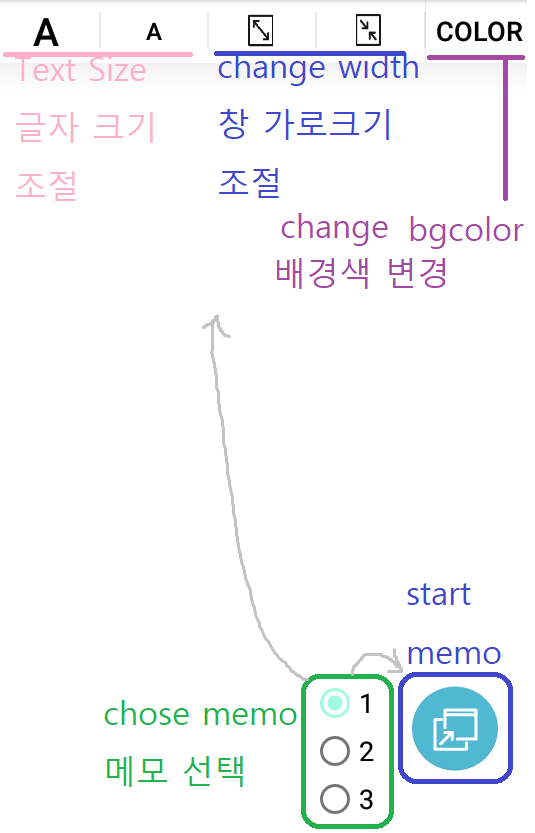 A A COLOR
Text Size
글자 크기
조절
change width
창 가로크기
조절
change bgcolor
배경색 변경
start
memo
chose memo
메모 선택
1
2
3